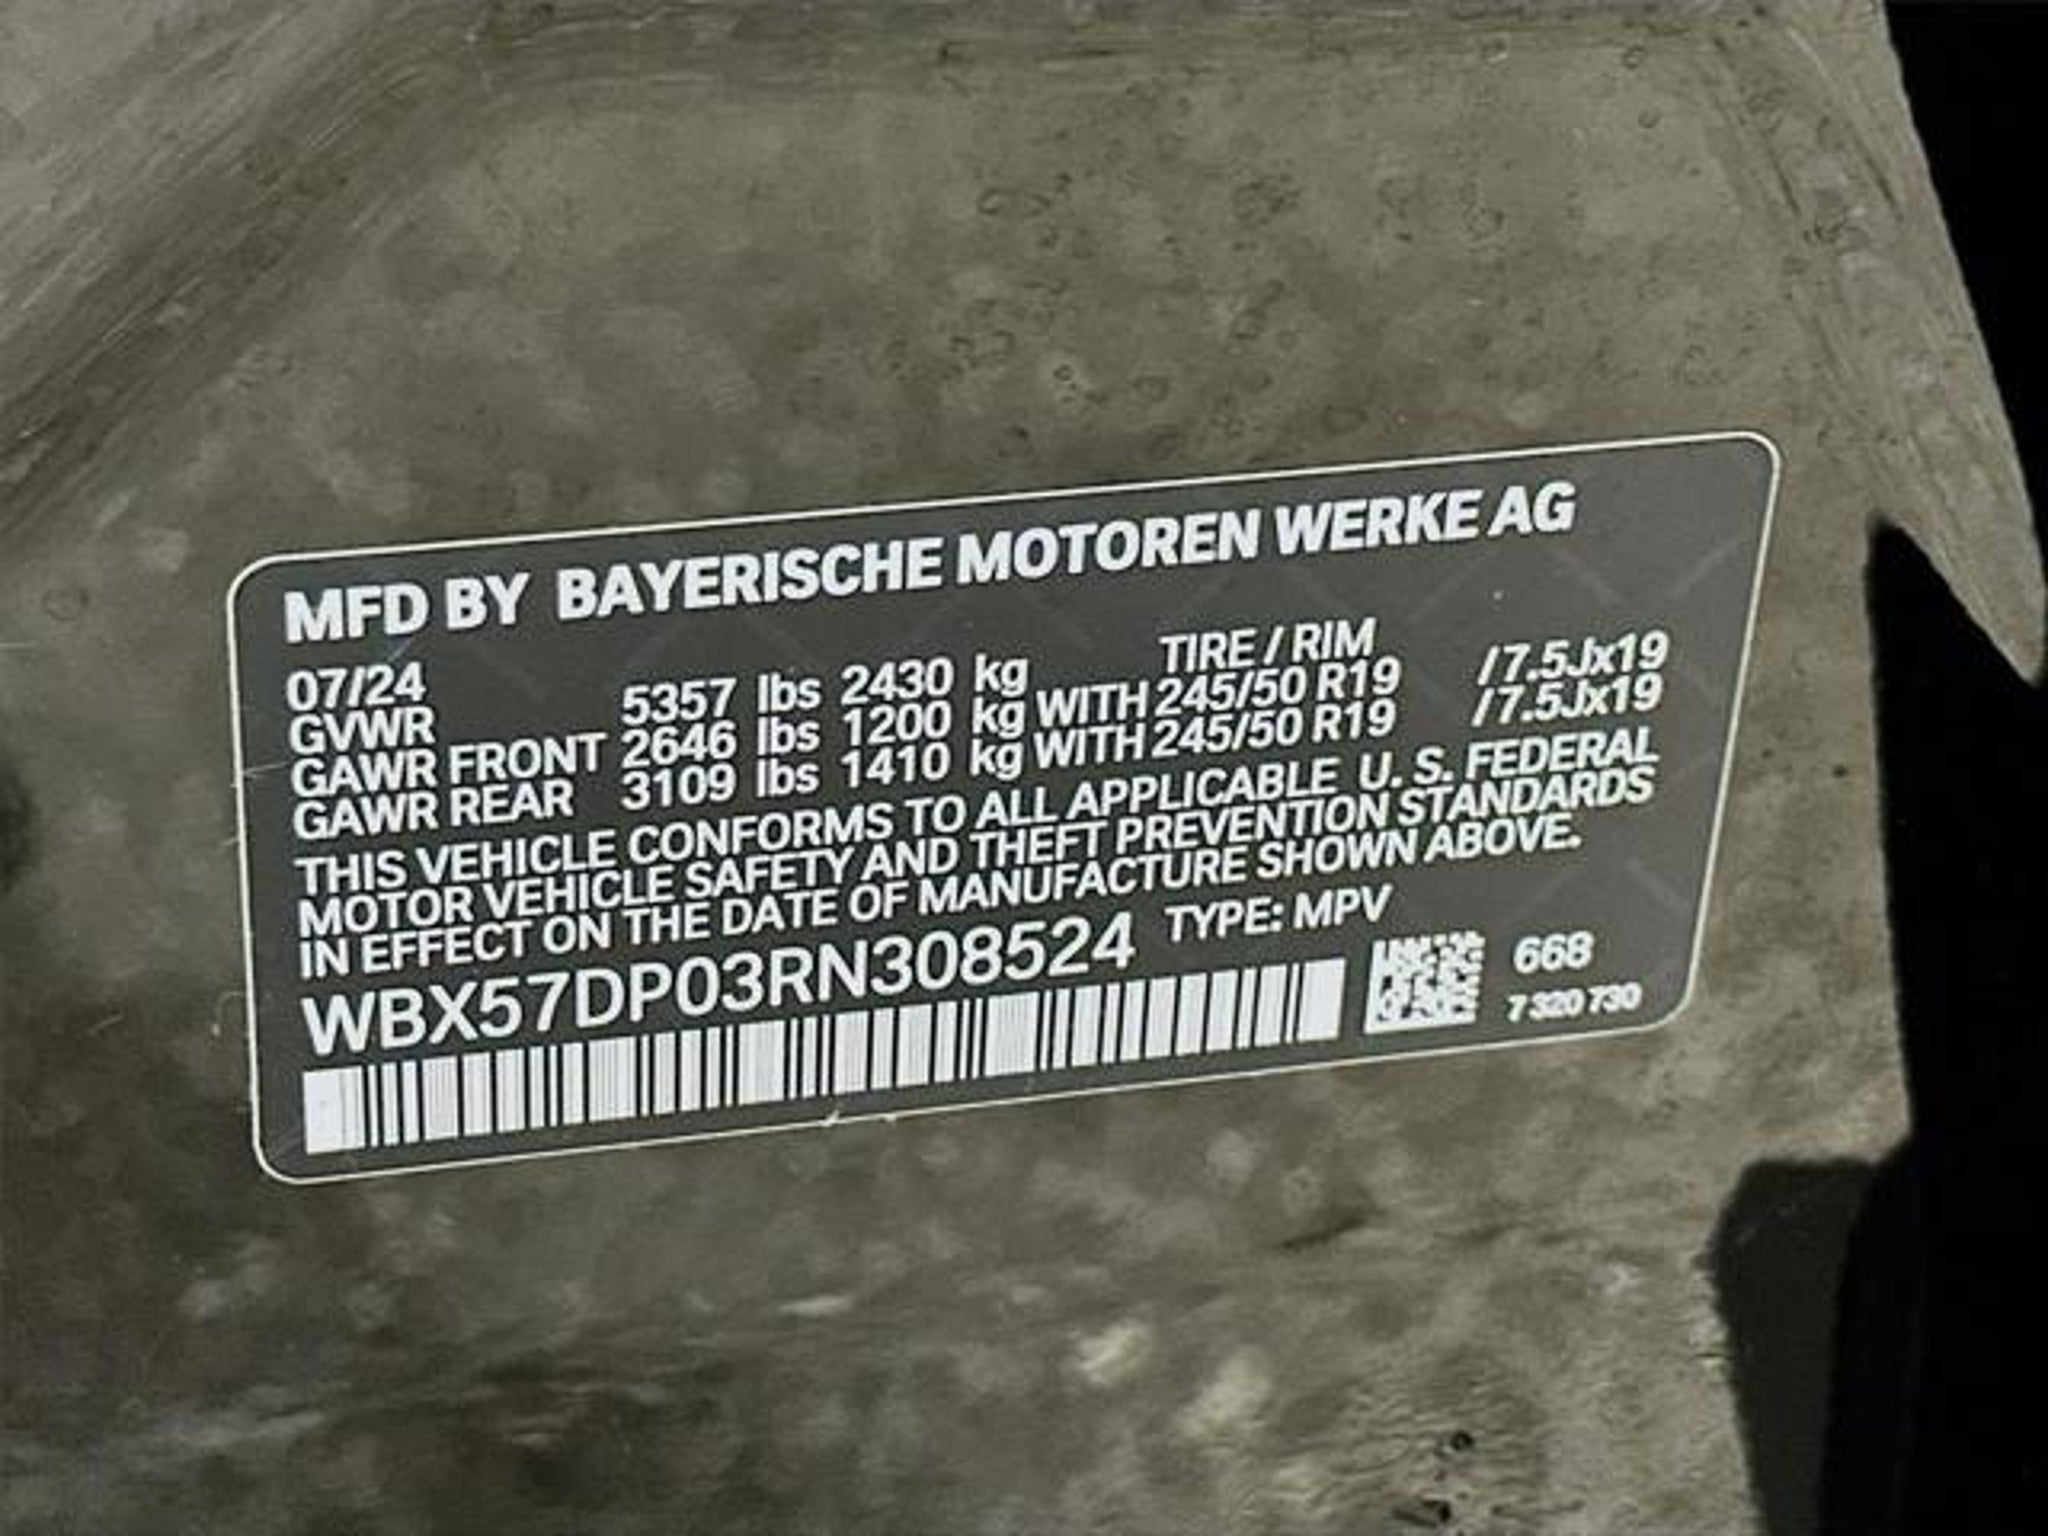 MFD BY BAYERISCHE MOTOREN WERKE AG
07/24 TIRE / RIM
GVWR 5357 lbs 2430 kg
GAWR FRONT 2646 lbs 1200 kg WITH 245/50 R19 /7.5Jx19
GAWR REAR 3109 lbs 1410 kg WITH 245/50 R19 /7.5Jx19
THIS VEHICLE CONFORMS TO ALL APPLICABLE U. S. FEDERAL
MOTOR VEHICLE SAFETY AND THEFT PREVENTION STANDARDS
IN EFFECT ON THE DATE OF MANUFACTURE SHOWN ABOVE.
WBX57DP03RN308524 TYPE: MPV
668
7 320 730